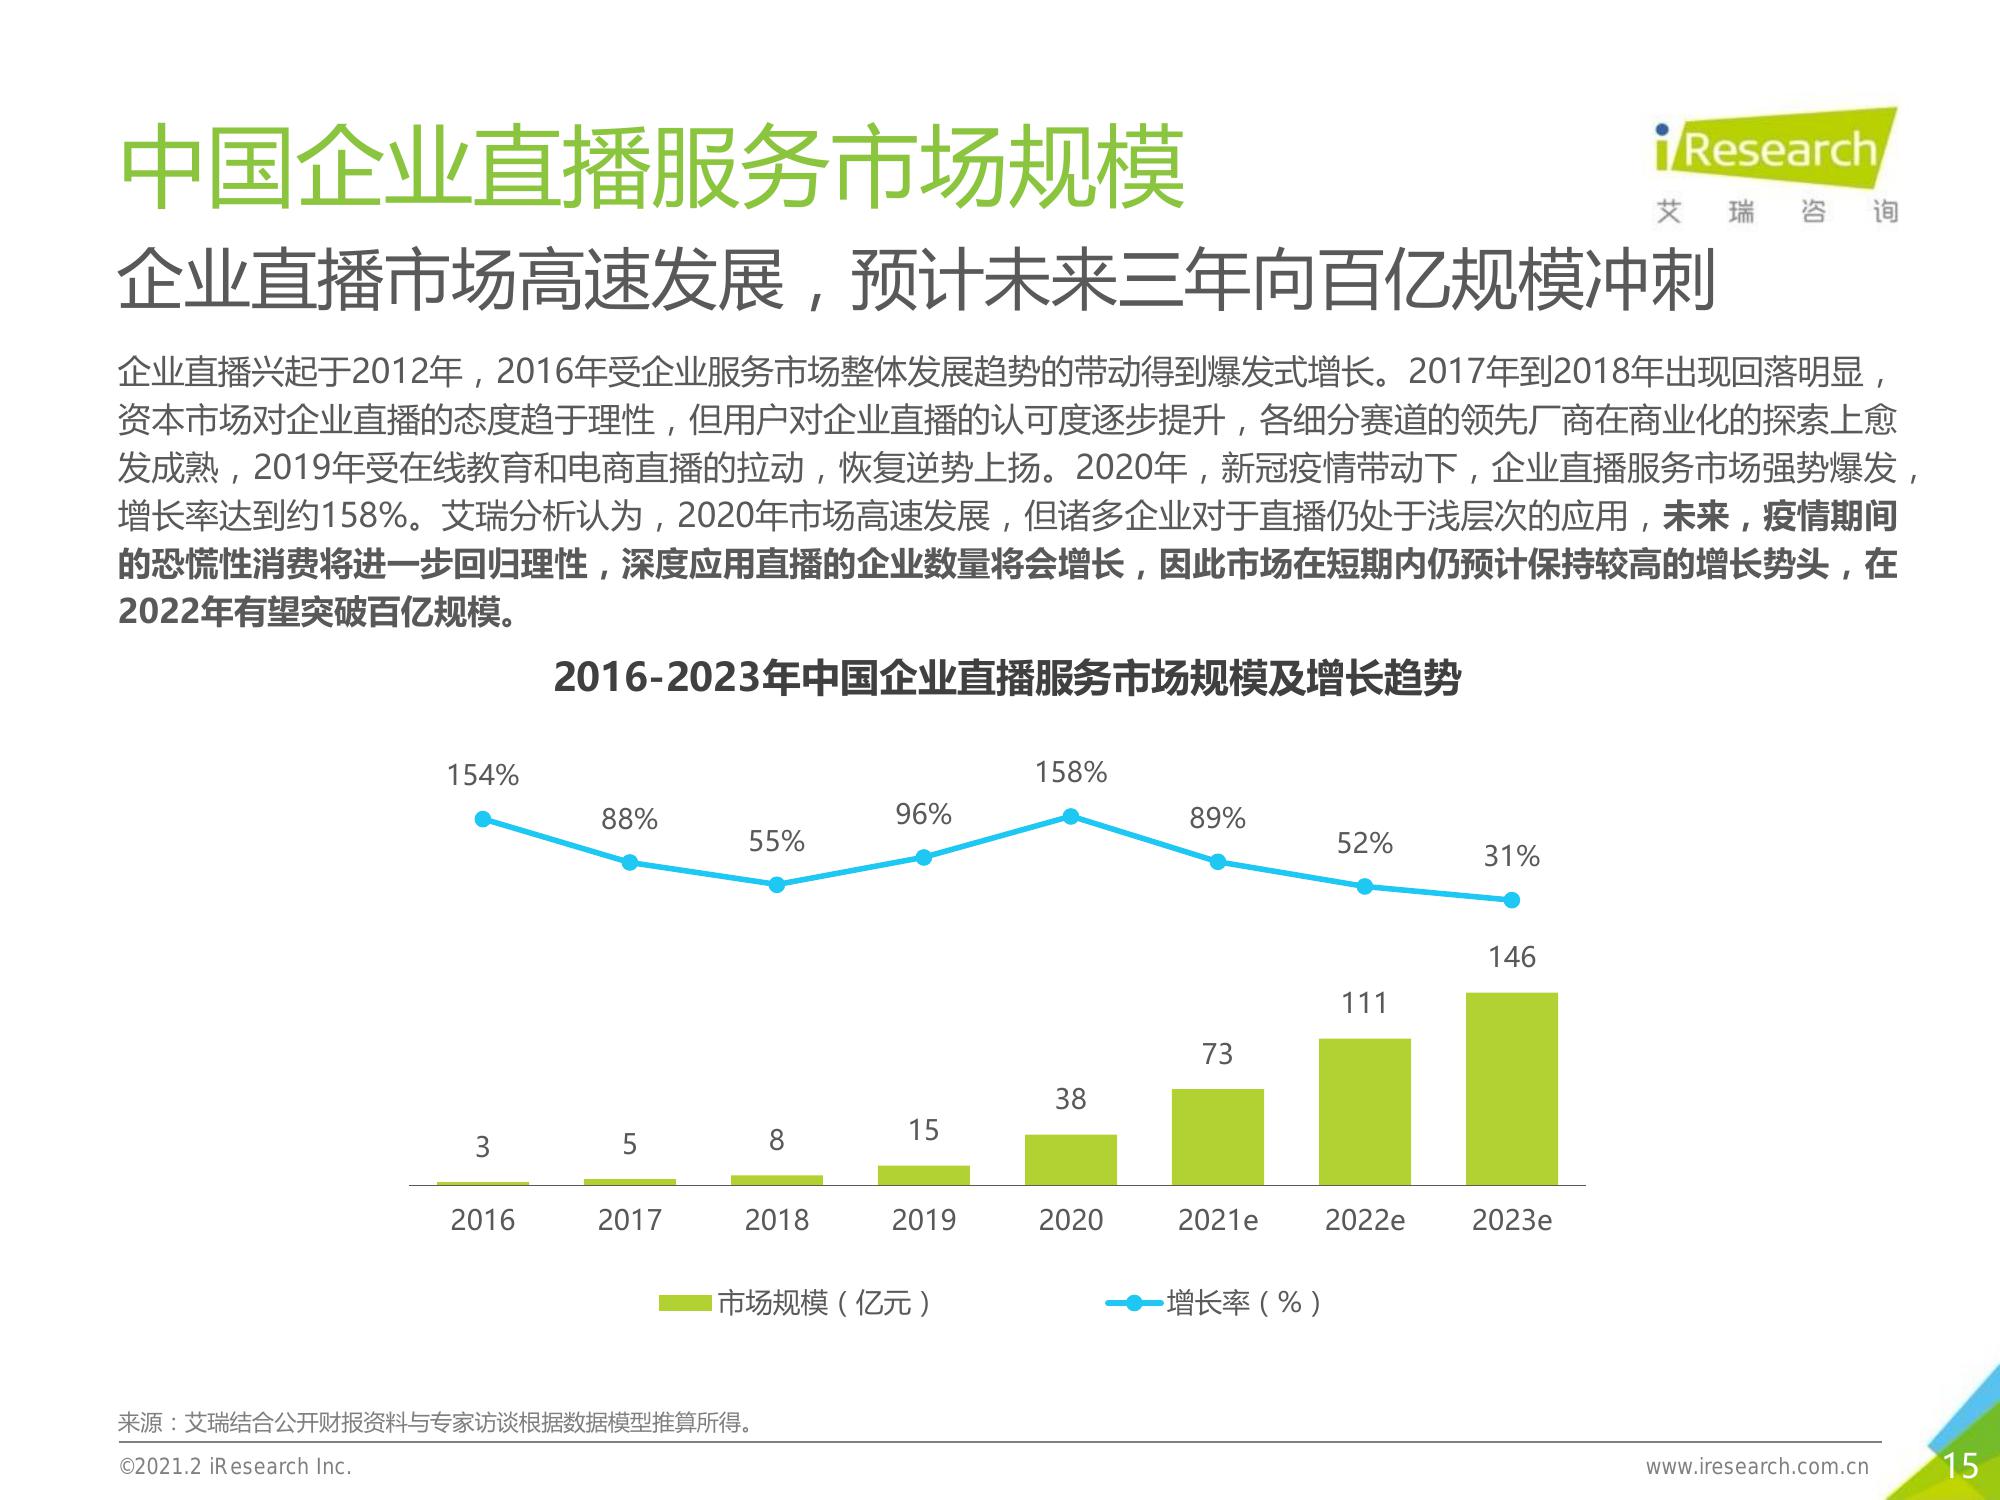 中国企业直播服务市场规模
iResearch
艾瑞咨询
企业直播市场高速发展，预计未来三年向百亿规模冲刺
企业直播兴起于2012年，2016年受企业服务市场整体发展趋势的带动得到爆发式增长。2017年到2018年出现回落明显，
资本市场对企业直播的态度趋于理性，但用户对企业直播的认可度逐步提升，各细分赛道的领先厂商在商业化的探索上愈
发成熟，2019年受在线教育和电商直播的拉动，恢复逆势上扬。2020年，新冠疫情带动下，企业直播服务市场强势爆发，
增长率达到约158%。艾瑞分析认为，2020年市场高速发展，但诸多企业对于直播仍处于浅层次的应用，未来，疫情期间
的恐慌性消费将进一步回归理性，深度应用直播的企业数量将会增长，因此市场在短期内仍预计保持较高的增长势头，在
2022年有望突破百亿规模。
2016-2023年中国企业直播服务市场规模及增长趋势
154% 88% 55% 96% 158% 89% 52% 31%
3 5 8 15 38 73 111 146
2016 2017 2018 2019 2020 2021e 2022e 2023e
市场规模（亿元） 增长率（%）
来源：艾瑞结合公开财报资料与专家访谈根据数据模型推算所得。
©2021.2 iResearch Inc. www.iresearch.com.cn 15